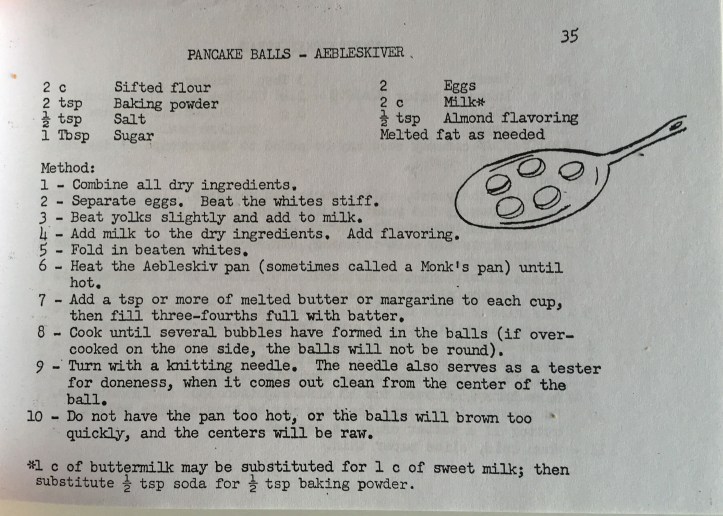 35
PANCAKE BALLS - AEBLESKIVER.
2 c Sifted flour
2 tsp Baking powder
½ tsp Salt
1 Tbsp Sugar
2 Eggs
2 c Milk*
½ tsp Almond flavoring
Melted fat as needed
Method:
1 - Combine all dry ingredients.
2 - Separate eggs. Beat the whites stiff.
3 - Beat yolks slightly and add to milk.
4 - Add milk to the dry ingredients. Add flavoring.
5 - Fold in beaten whites.
6 - Heat the Aebleskiv pan (sometimes called a Monk's pan) until
hot.
7 - Add a tsp or more of melted butter or margarine to each cup,
then fill three-fourths full with batter.
8 - Cook until several bubbles have formed in the balls (if over-
cooked on the one side, the balls will not be round).
9 - Turn with a knitting needle. The needle also serves as a tester
for doneness, when it comes out clean from the center of the
ball.
10 - Do not have the pan too hot, or the balls will brown too
quickly, and the centers will be raw.
*1 c of buttermilk may be substituted for 1 c of sweet milk; then
substitute ½ tsp soda for ½ tsp baking powder.